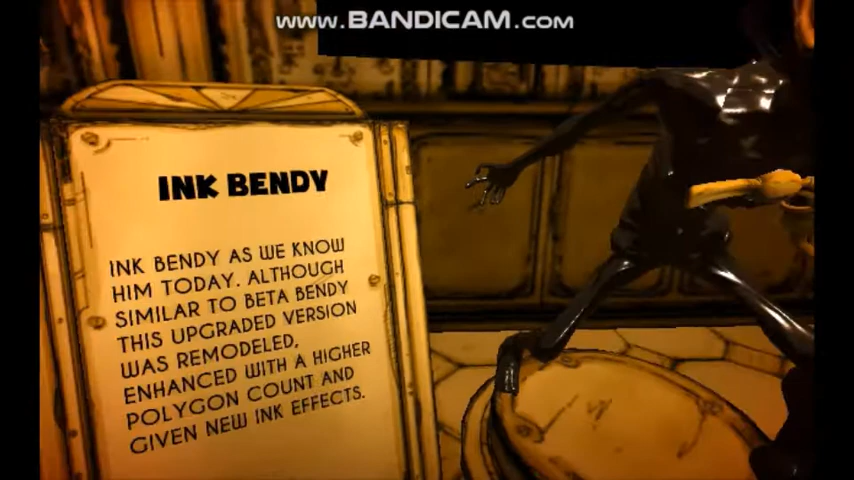 www.BANDICAM.com
INK BENDY
INK BENDY AS WE KNOW
HIM TODAY. ALTHOUGH
SIMILAR TO BETA BENDY
THIS UPGRADED VERSION
WAS REMODELED,
ENHANCED WITH A HIGHER
POLYGON COUNT AND
GIVEN NEW INK EFFECTS.